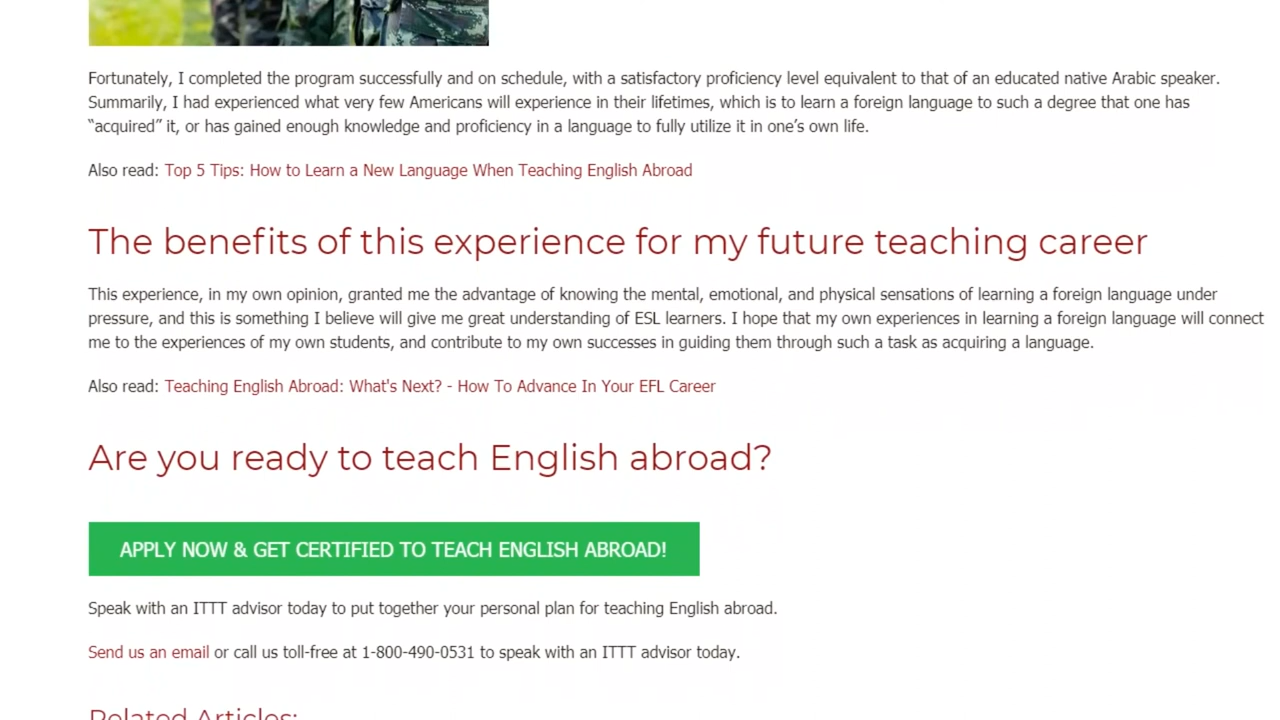 Fortunately, I completed the program successfully and on schedule, with a satisfactory proficiency level equivalent to that of an educated native Arabic speaker.
Summarily, I had experienced what very few Americans will experience in their lifetimes, which is to learn a foreign language to such a degree that one has
“acquired” it, or has gained enough knowledge and proficiency in a language to fully utilize it in one’s own life.
Also read: Top 5 Tips: How to Learn a New Language When Teaching English Abroad
The benefits of this experience for my future teaching career
This experience, in my own opinion, granted me the advantage of knowing the mental, emotional, and physical sensations of learning a foreign language under
pressure, and this is something I believe will give me great understanding of ESL learners. I hope that my own experiences in learning a foreign language will connect
me to the experiences of my own students, and contribute to my own successes in guiding them through such a task as acquiring a language.
Also read: Teaching English Abroad: What's Next? - How To Advance In Your EFL Career
Are you ready to teach English abroad?
APPLY NOW & GET CERTIFIED TO TEACH ENGLISH ABROAD!
Speak with an ITTT advisor today to put together your personal plan for teaching English abroad.
Send us an email or call us toll-free at 1-800-490-0531 to speak with an ITTT advisor today.
Related Articles: